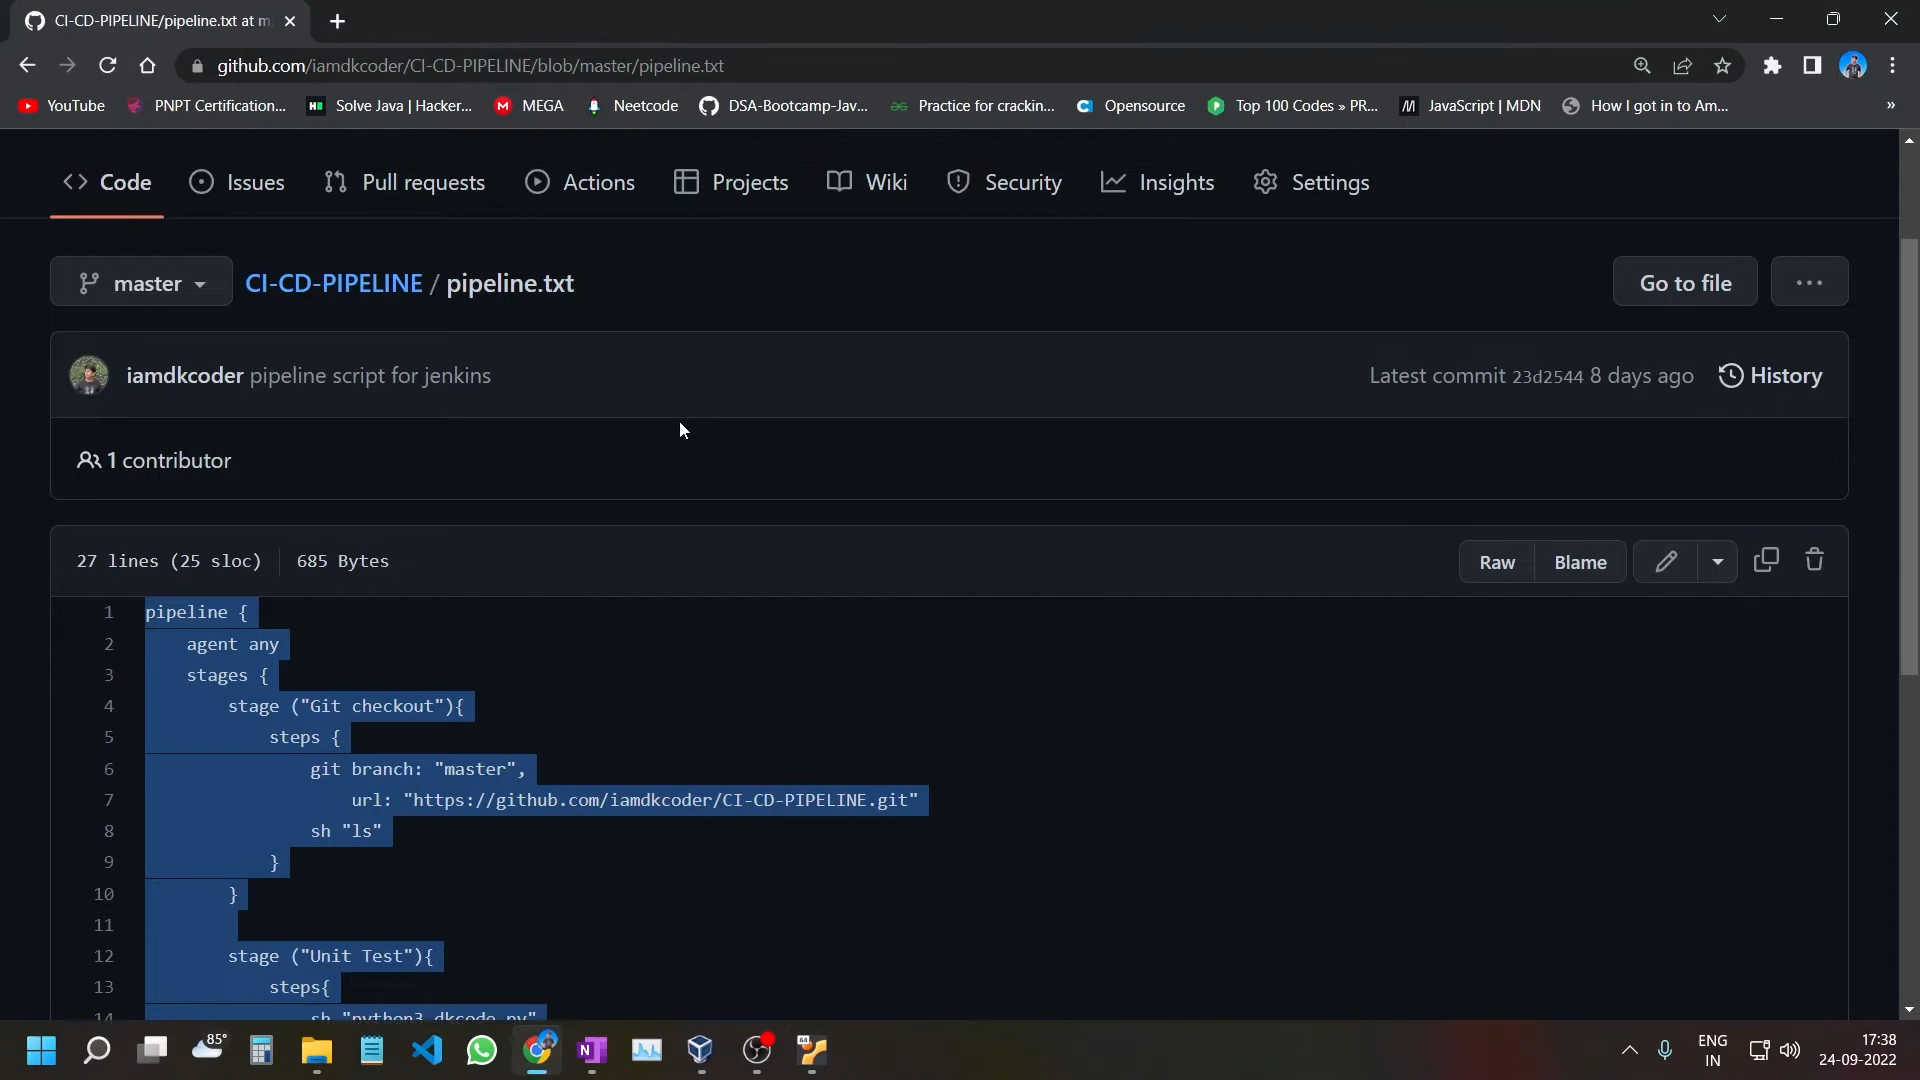 CI-CD-PIPELINE/pipeline.txt at m
github.com/iamdkcoder/CI-CD-PIPELINE/blob/master/pipeline.txt
YouTube PNPT Certification... Solve Java | Hacker... MEGA Neetcode DSA-Bootcamp-Jav... Practice for crackin... Opensource Top 100 Codes » PR... JavaScript | MDN How I got in to Am... »
<> Code Issues Pull requests Actions Projects Wiki Security Insights Settings
master CI-CD-PIPELINE / pipeline.txt Go to file ...
iamdkcoder pipeline script for jenkins Latest commit 23d2544 8 days ago History
1 contributor
27 lines (25 sloc) 685 Bytes Raw Blame
1 pipeline {
2 agent any
3 stages {
4 stage ("Git checkout"){
5 steps {
6 git branch: "master",
7 url: "https://github.com/iamdkcoder/CI-CD-PIPELINE.git"
8 sh "ls"
9 }
10 }
11
12 stage ("Unit Test"){
13 steps{
14 sh "python3 dkcode.py"
85° ENG 17:38
IN 24-09-2022